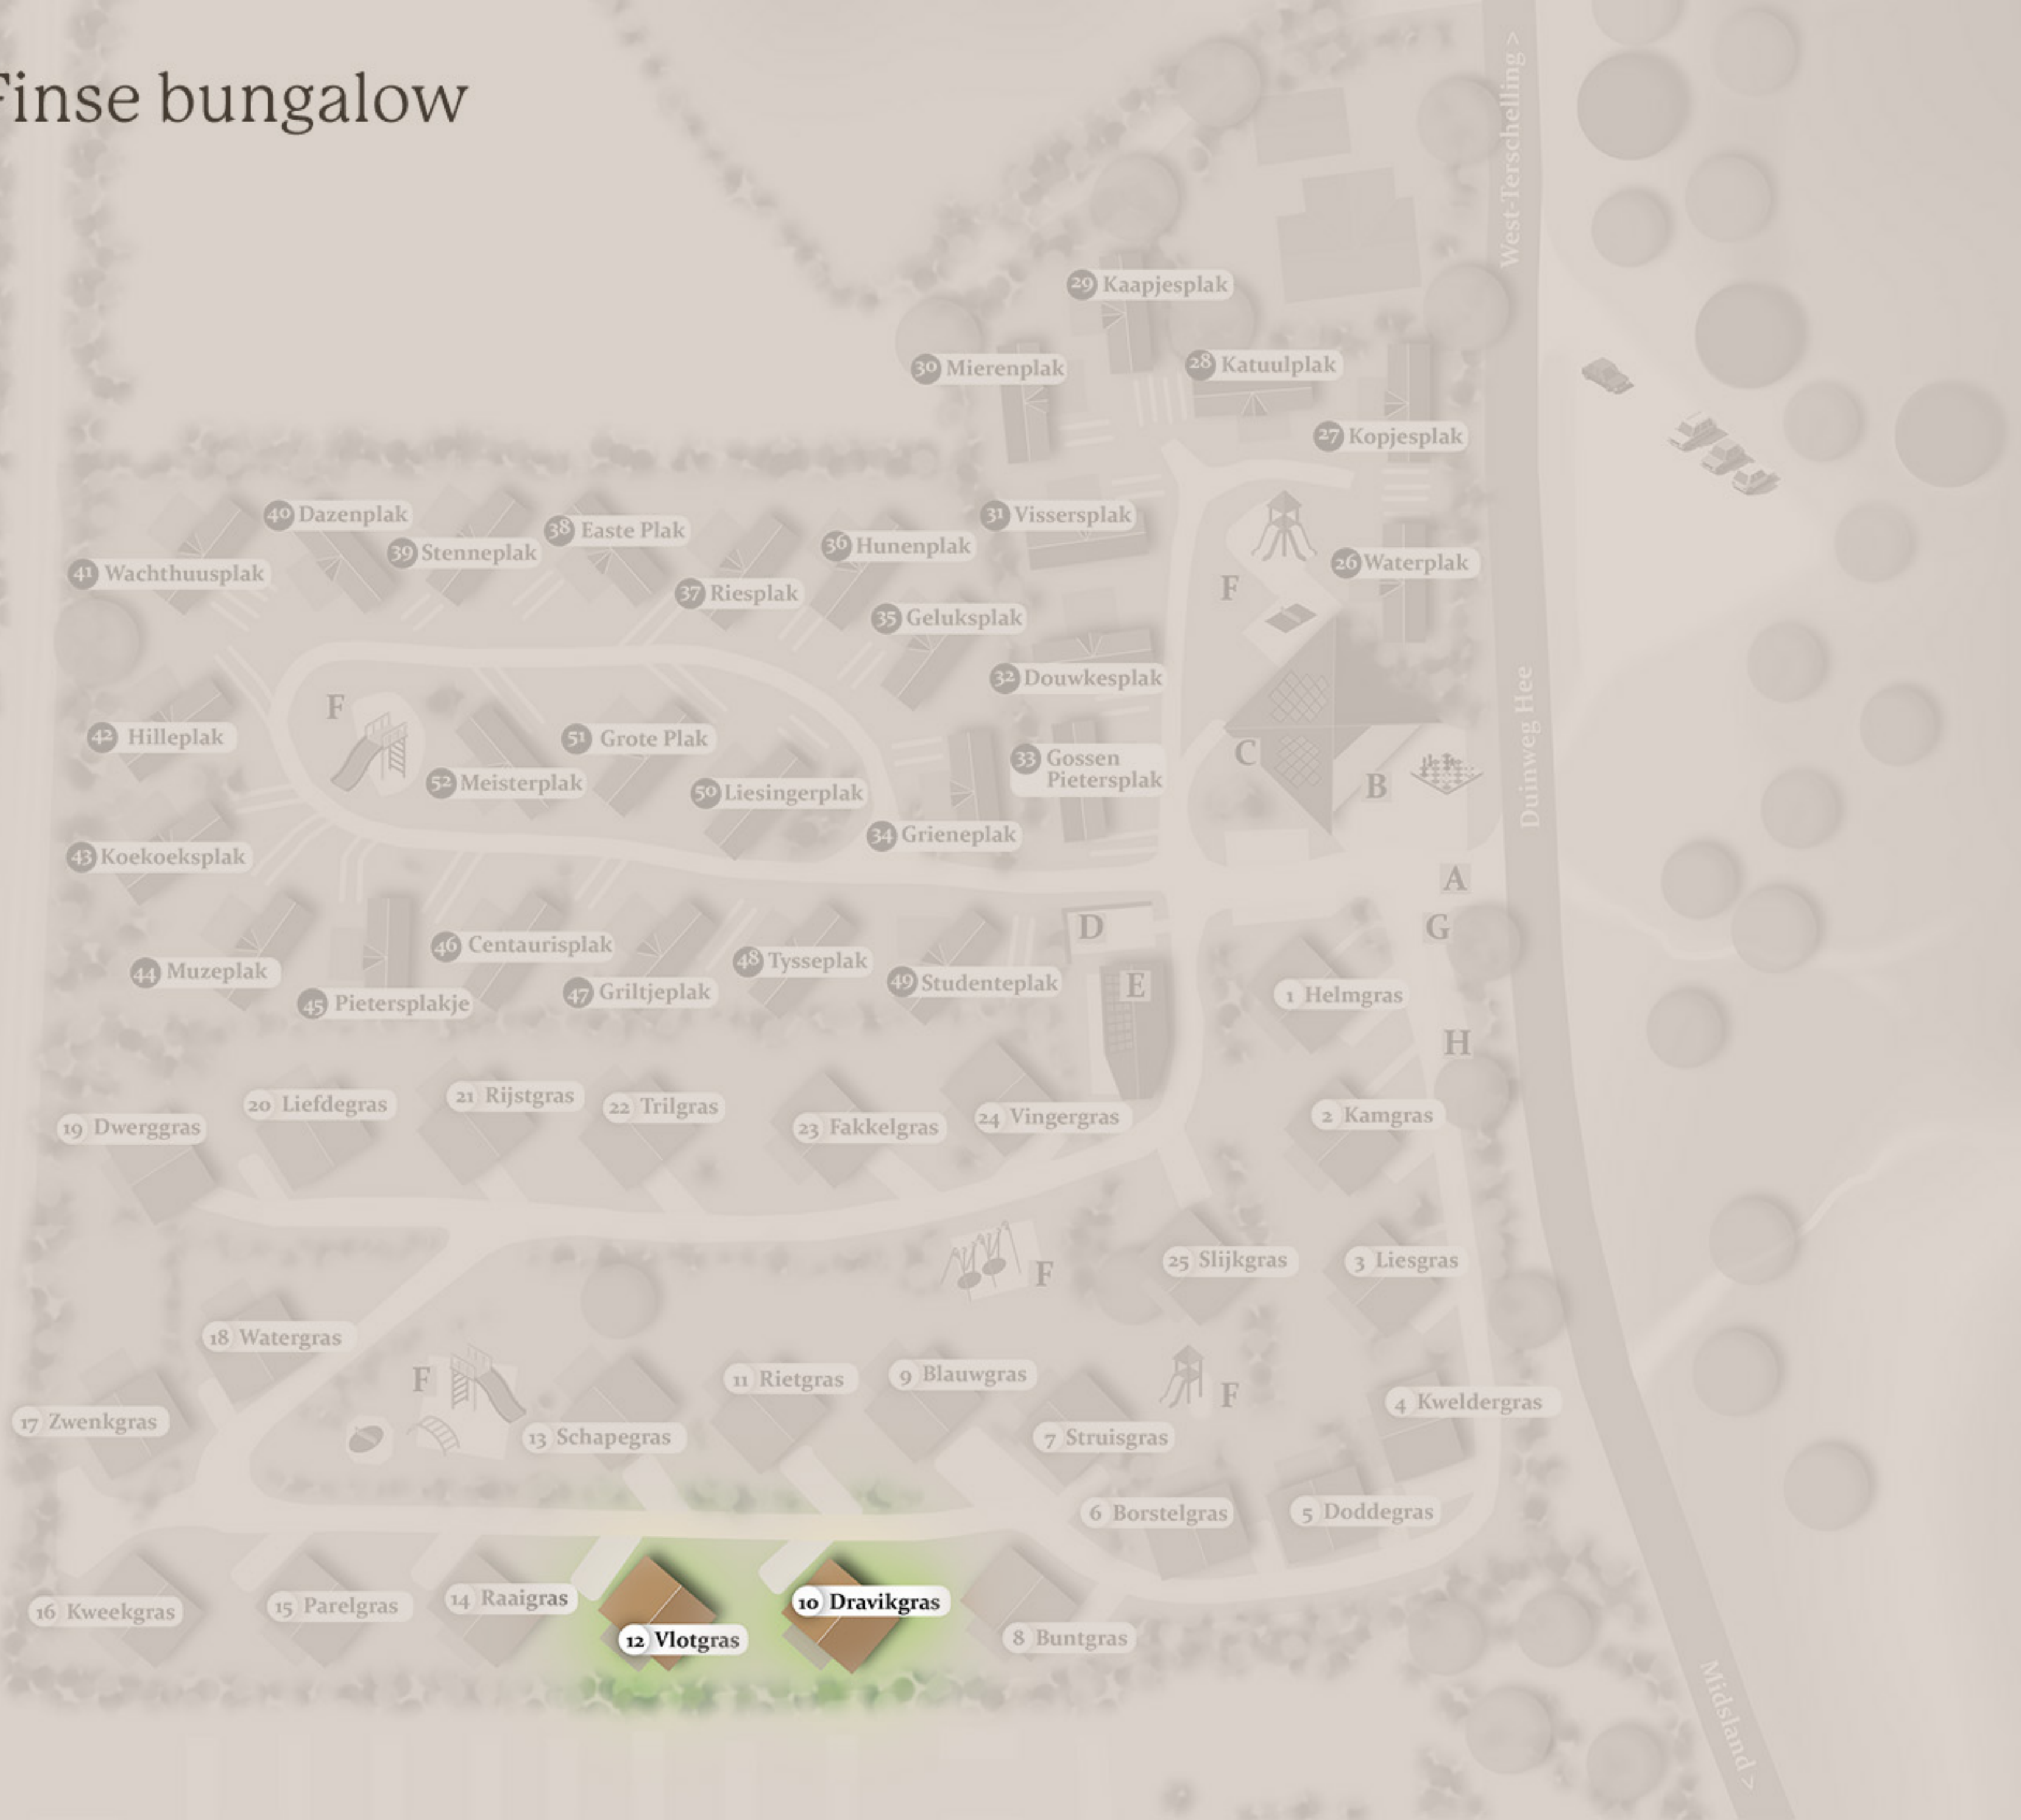 Finse bungalow
West-Terschelling >
29 Kaapjesplak
30 Mierenplak
28 Katuulplak
27 Kopjesplak
40 Dazenplak
38 Easte Plak
31 Vissersplak
39 Stenneplak
36 Hunenplak
41 Wachthuusplak
26 Waterplak
37 Riesplak
F
35 Geluksplak
32 Douwkesplak
F
42 Hilleplak
51 Grote Plak
33 Gossen
Pietersplak
C
B
Duinweg Hee
52 Meisterplak
50 Liesingerplak
34 Grieneplak
43 Koekoeksplak
A
D
G
46 Centaurisplak
48 Tysseplak
44 Muzeplak
49 Studenteplak
E
47 Griltjeplak
1 Helmgras
45 Pietersplakje
H
21 Rijstgras
20 Liefdegras
22 Trilgras
24 Vingergras
2 Kamgras
19 Dwerggras
23 Fakkelgras
25 Slijkgras
3 Liesgras
F
18 Watergras
F
11 Rietgras
9 Blauwgras
F
4 Kweldergras
17 Zwenkgras
13 Schapegras
7 Struisgras
6 Borstelgras
5 Doddegras
14 Raaigras
10 Dravikgras
16 Kweekgras
15 Parelgras
12 Vlotgras
8 Buntgras
Midsland >